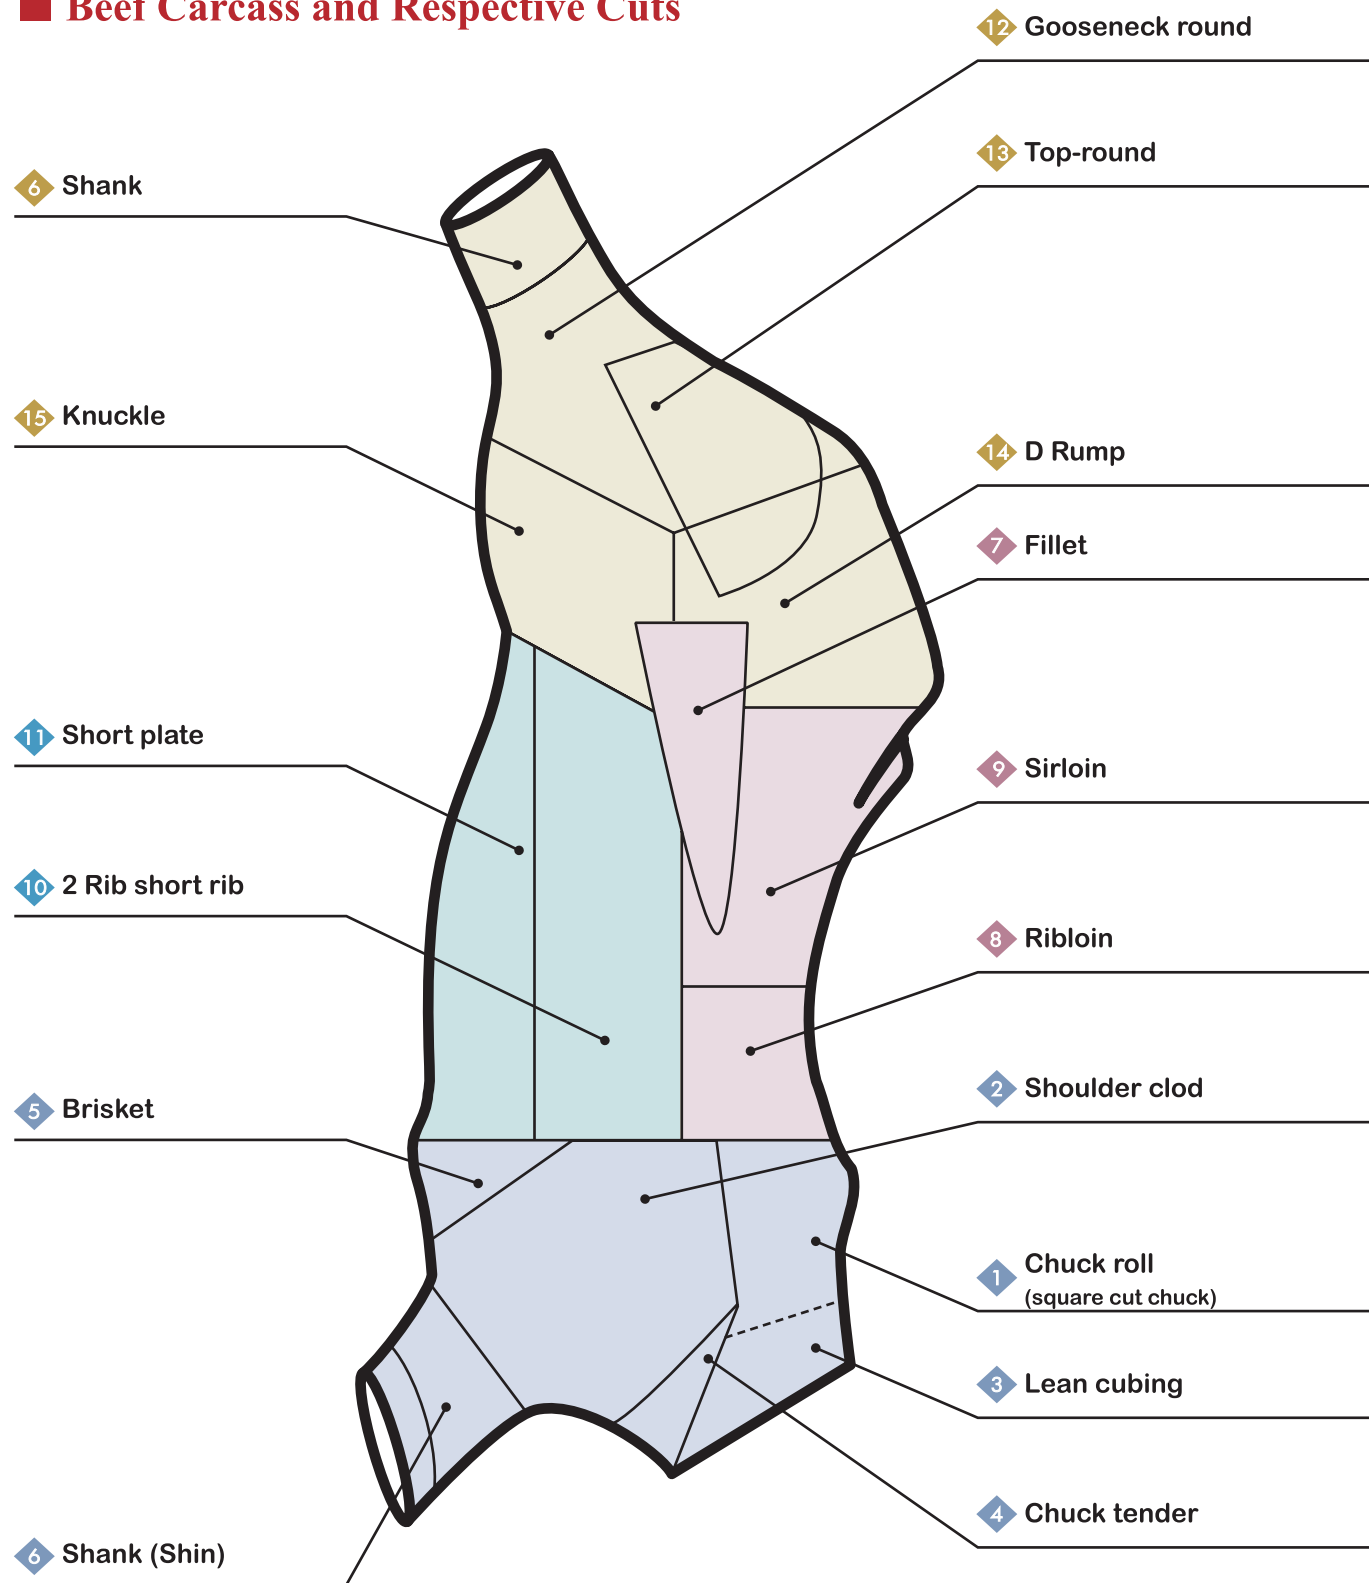 Beef Carcass and Respective Cuts
12 Gooseneck round
13 Top-round
6 Shank
15 Knuckle
14 D Rump
7 Fillet
11 Short plate
9 Sirloin
10 2 Rib short rib
8 Ribloin
2 Shoulder clod
5 Brisket
1 Chuck roll
(square cut chuck)
3 Lean cubing
4 Chuck tender
6 Shank (Shin)